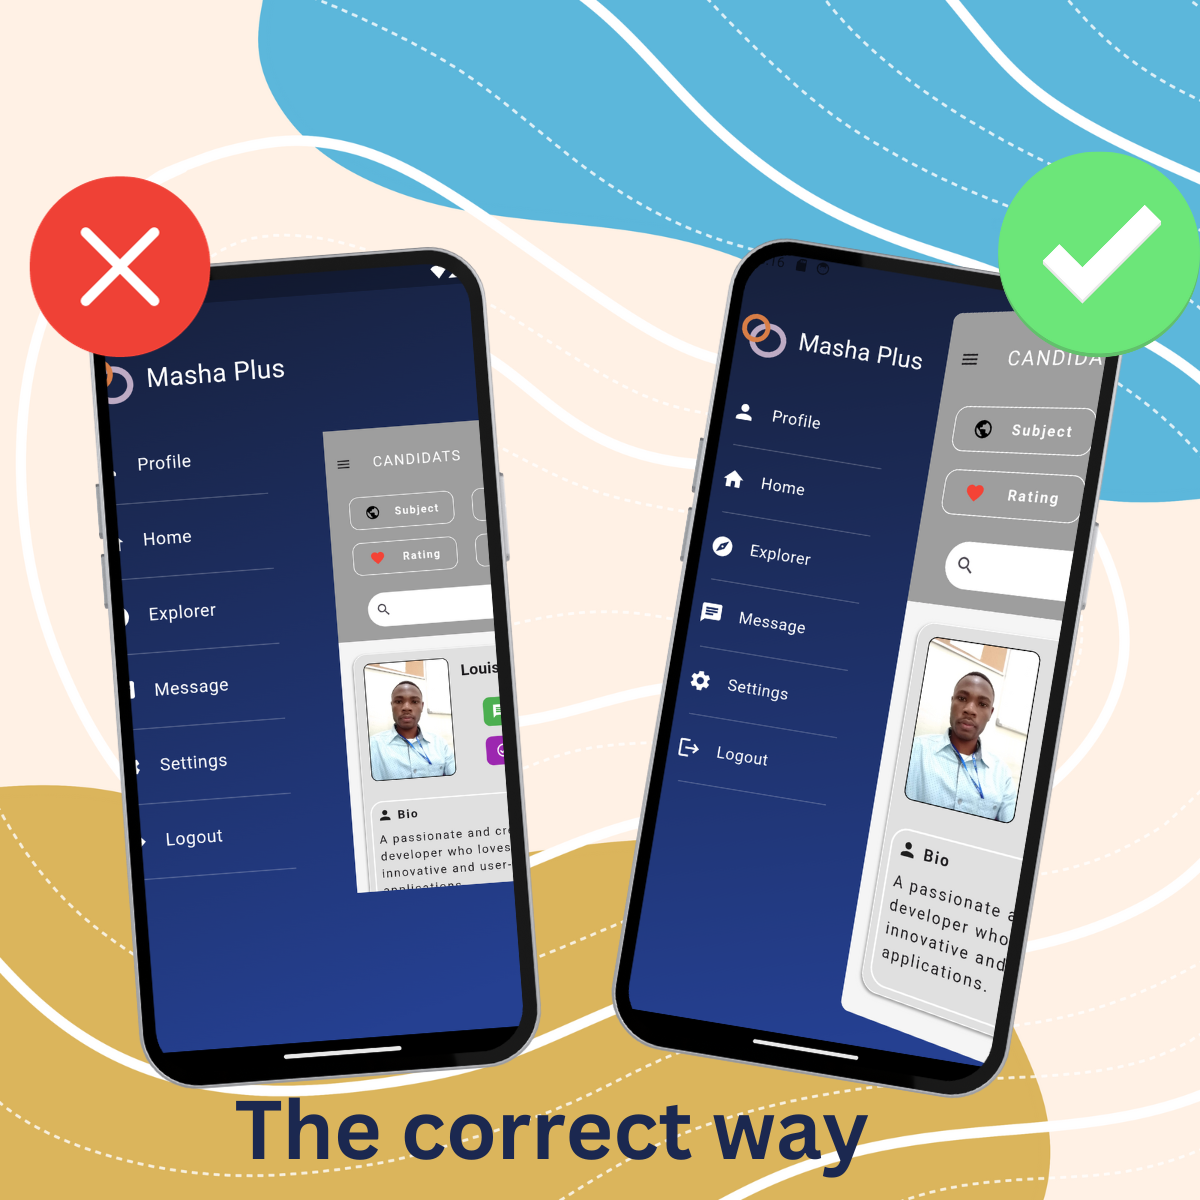 Masha Plus
Profile
Home
Explorer
Message
Settings
Logout
CANDIDATS
Subject
Rating
Louis
Bio
A passionate and cr
developer who loves
innovative and user-
applications
Masha Plus
Profile
Home
Explorer
Message
Settings
Logout
CANDIDA
Subject
Rating
Bio
A passionate a
developer who
innovative and
applications.
The correct way